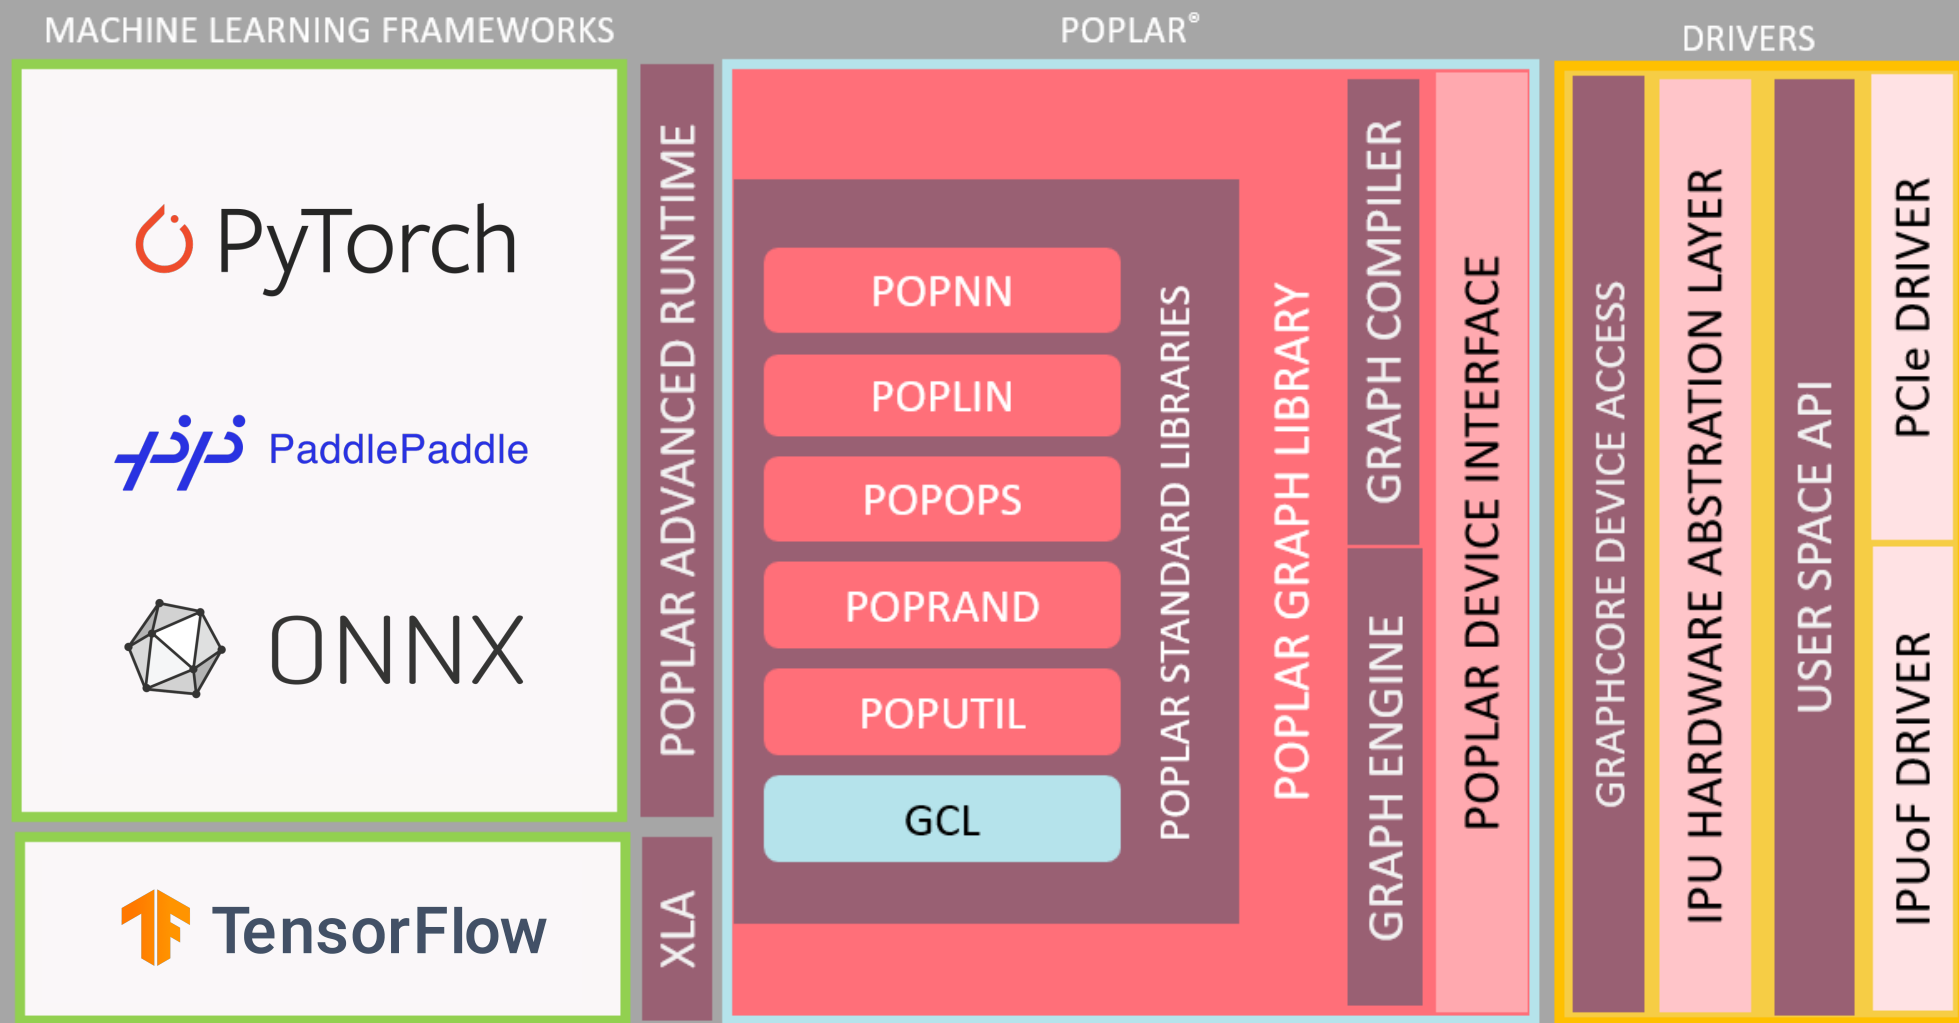 MACHINE LEARNING FRAMEWORKS
PyTorch
PaddlePaddle
ONNX
TensorFlow
POPLAR ADVANCED RUNTIME
XLA
POPLAR®
POPNN
POPLIN
POPOPS
POPRAND
POPUTIL
GCL
POPLAR STANDARD LIBRARIES
POPLAR GRAPH LIBRARY
GRAPH COMPILER
GRAPH ENGINE
POPLAR DEVICE INTERFACE
DRIVERS
GRAPHCORE DEVICE ACCESS
IPU HARDWARE ABSTRATION LAYER
USER SPACE API
PCIe DRIVER
IPUoF DRIVER